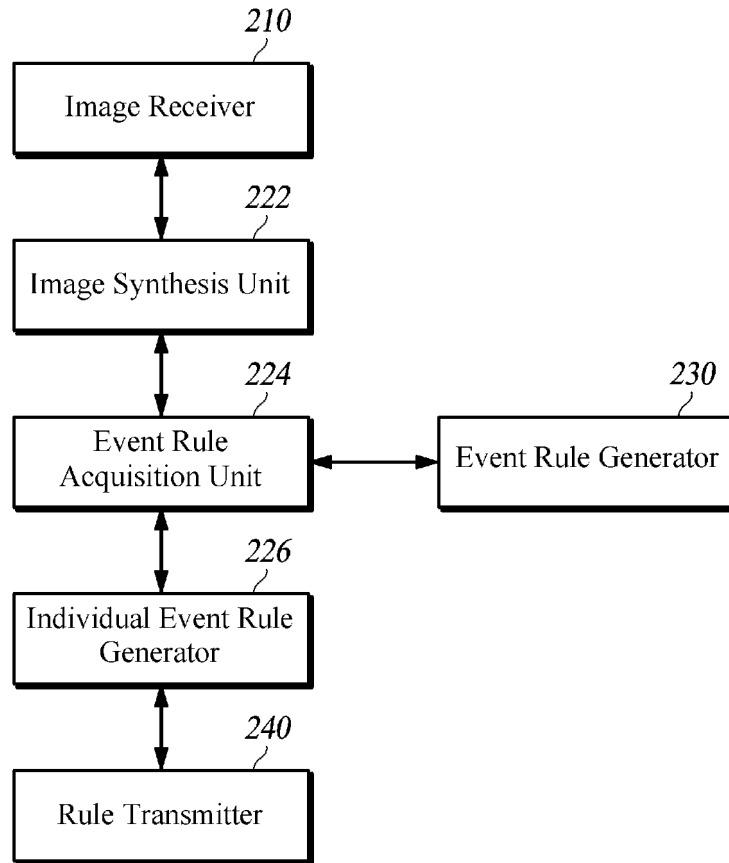 210
Image Receiver
222
Image Synthesis Unit
224
Event Rule
Acquisition Unit
230
Event Rule Generator
226
Individual Event Rule
Generator
240
Rule Transmitter